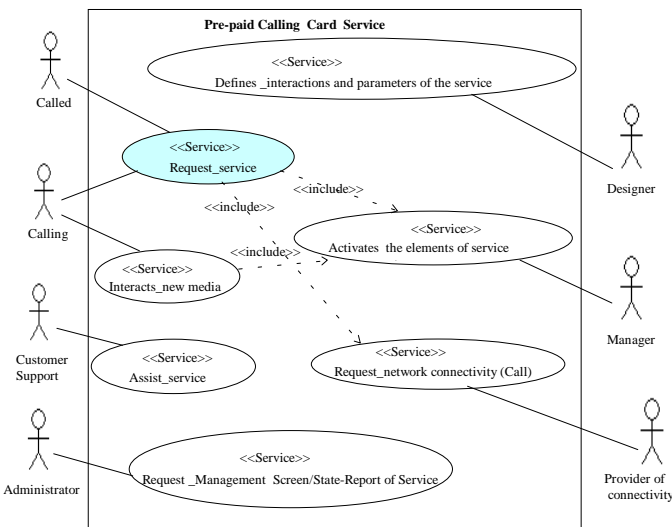 Pre-paid Calling Card Service
<<Service>>
Defines _interactions and parameters of the service
Called
<<Service>>
Request_service
Designer
<<include>>
<<include>>
Calling
<<Service>>
Activates the elements of service
<<include>>
<<Service>>
Interacts_new media
Manager
Customer
Support
<<Service>>
Assist_service
<<Service>>
Request_network connectivity (Call)
<<Service>>
Request _Management Screen/State-Report of Service
Administrator
Provider of
connectivity